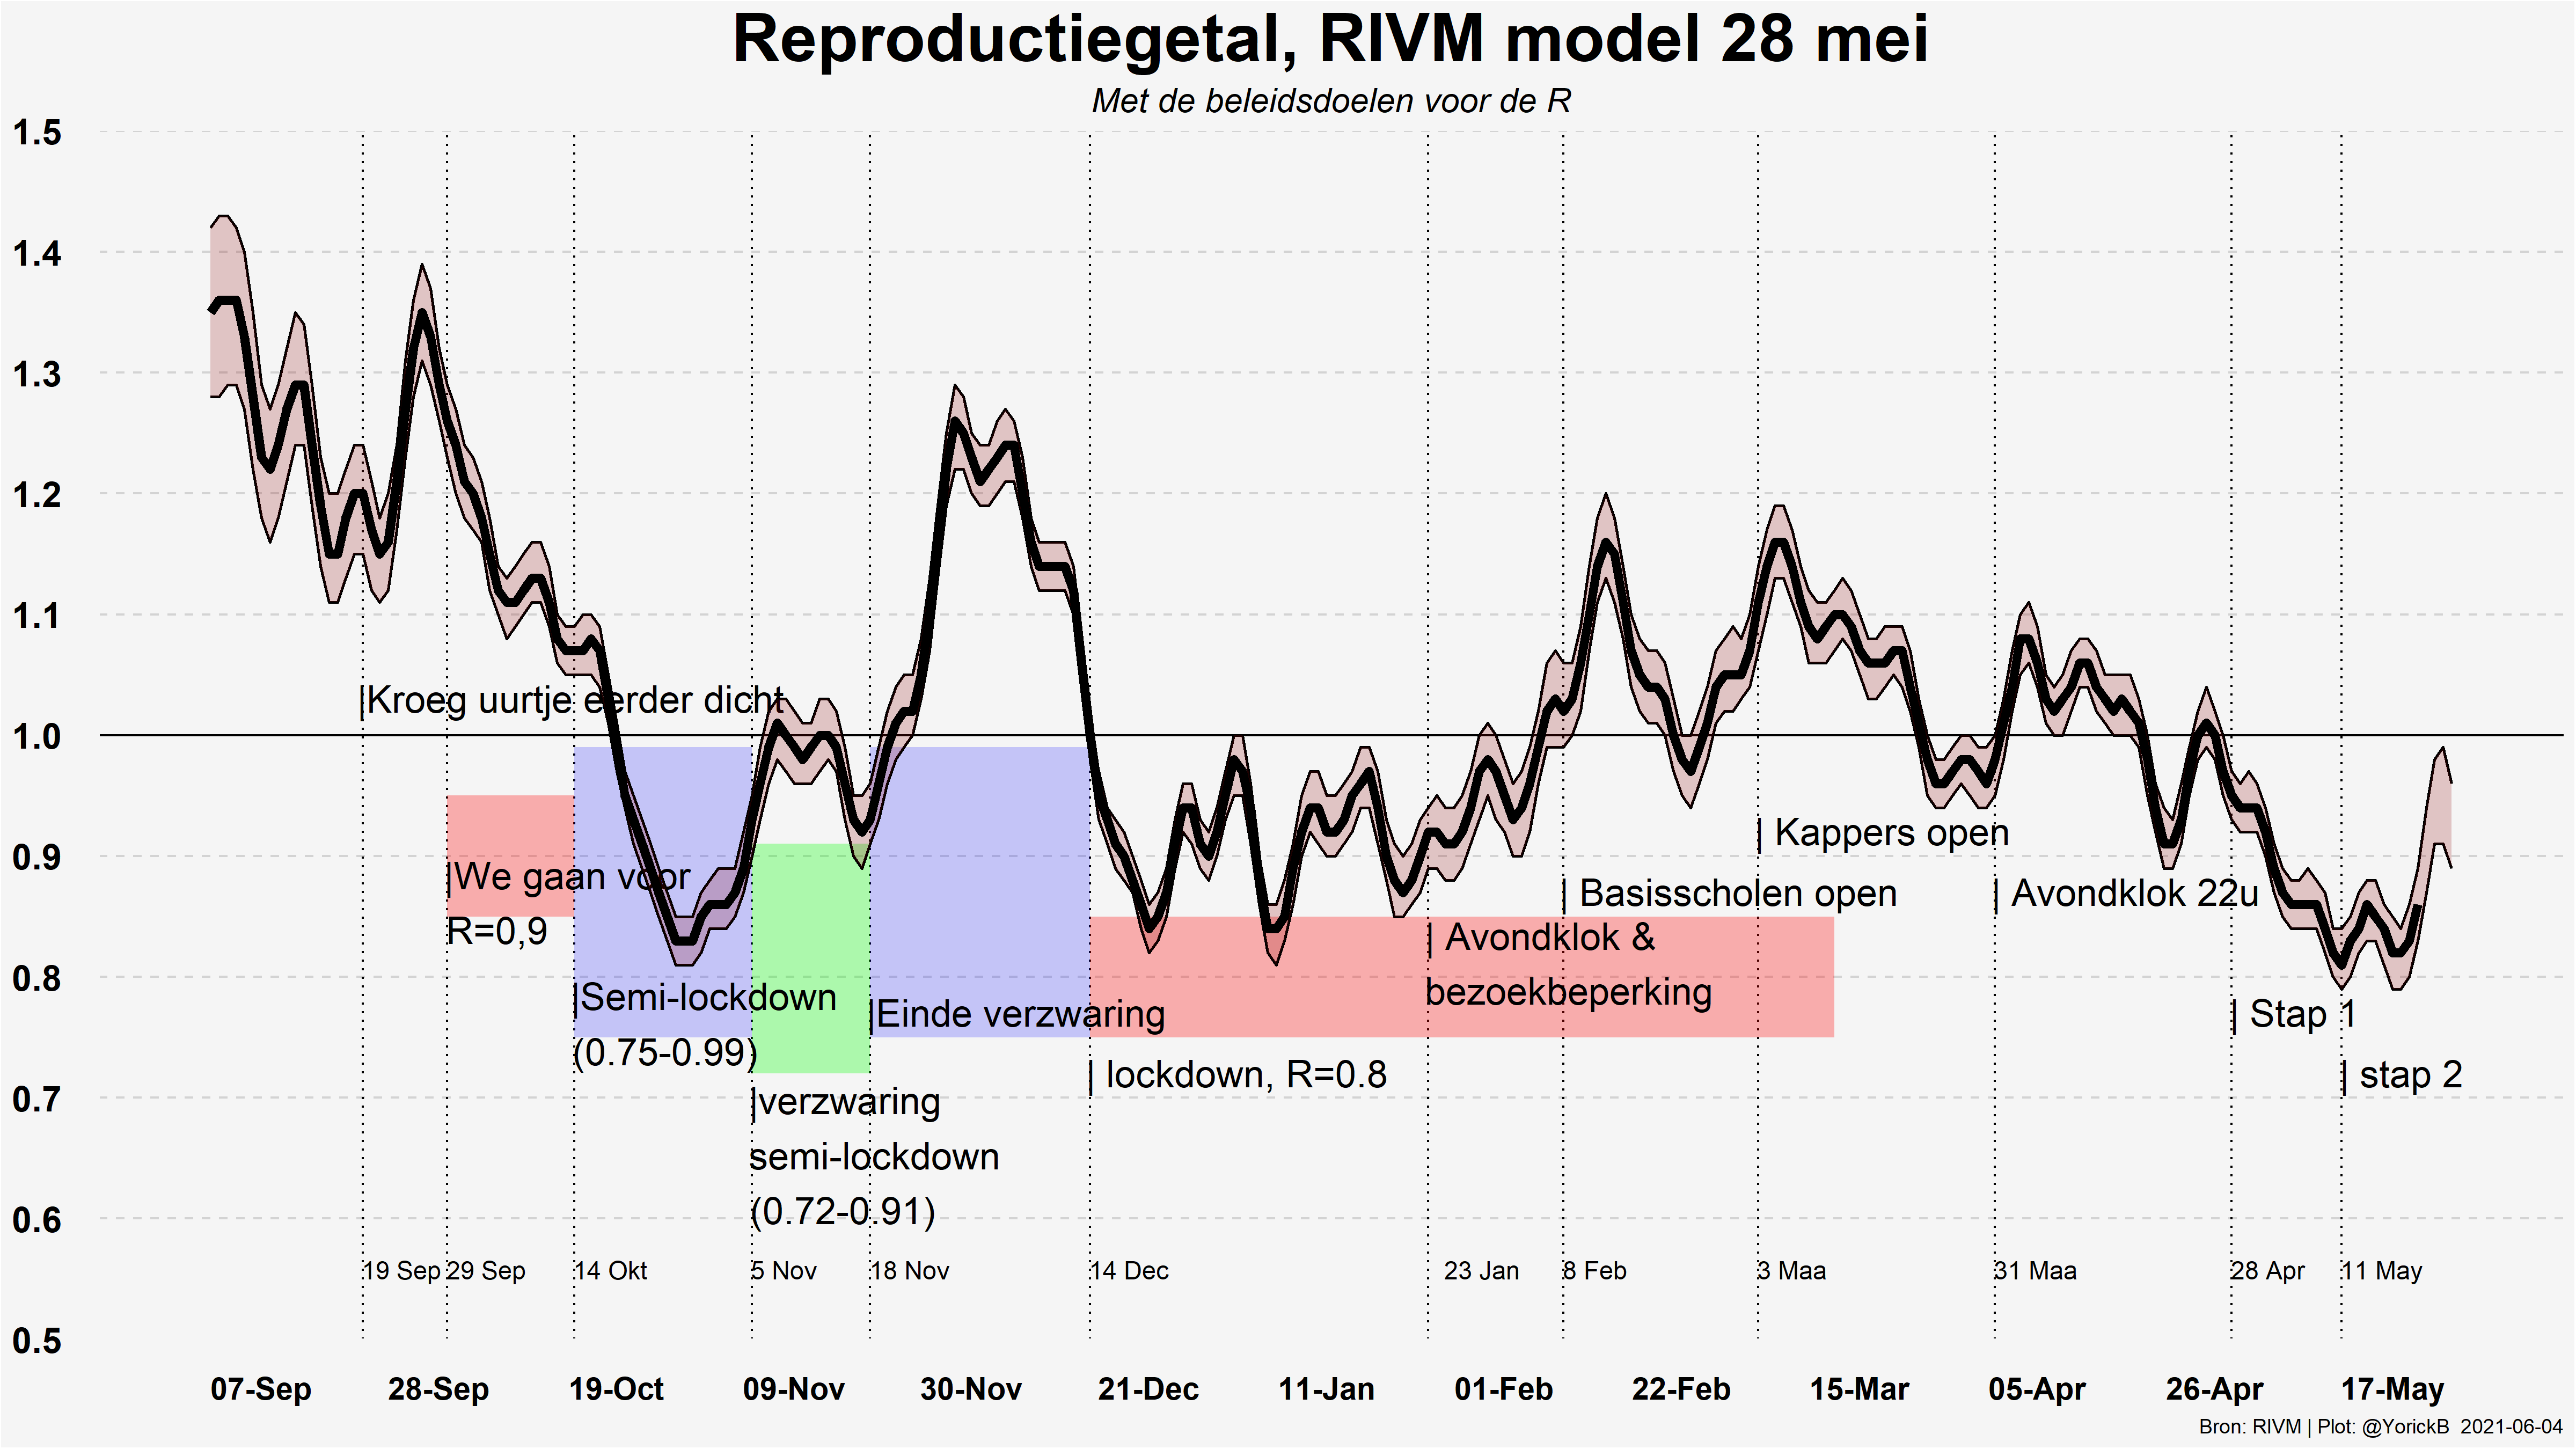 Reproductiegetal, RIVM model 28 mei
Met de beleidsdoelen voor de R
1.5
1.4
1.3
1.2
1.1
1.0
0.9
0.8
0.7
0.6
0.5
|Kroeg uurtje eerder dicht
|We gaan voor
R=0,9
|Semi-lockdown
(0.75-0.99)
|verzwaring
semi-lockdown
(0.72-0.91)
|Einde verzwaring
| lockdown, R=0.8
| Avondklok &
bezoekbeperking
| Basisscholen open
| Kappers open
| Avondklok 22u
| Stap 1
| stap 2
19 Sep
29 Sep
14 Okt
5 Nov
18 Nov
14 Dec
23 Jan
8 Feb
3 Maa
31 Maa
28 Apr
11 May
07-Sep
28-Sep
19-Oct
09-Nov
30-Nov
21-Dec
11-Jan
01-Feb
22-Feb
15-Mar
05-Apr
26-Apr
17-May
Bron: RIVM | Plot: @YorickB 2021-06-04